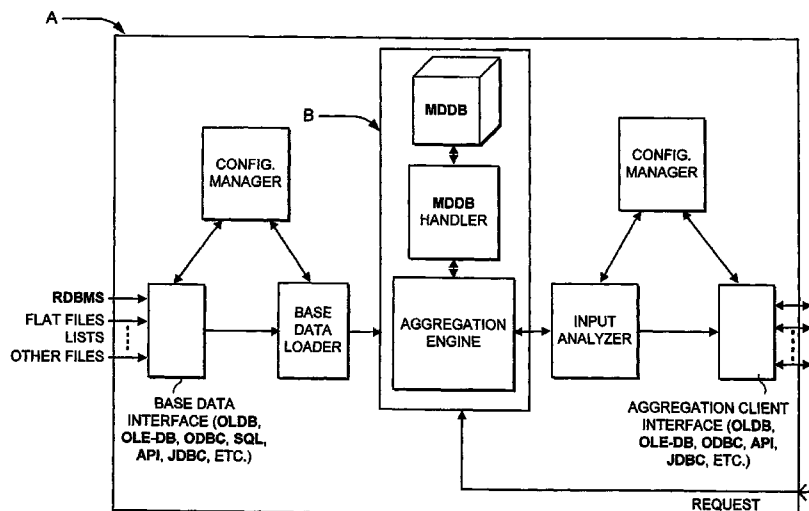 A
B
MDDB
CONFIG.
MANAGER
MDDB
HANDLER
CONFIG.
MANAGER
RDBMS
FLAT FILES
LISTS
OTHER FILES
BASE
DATA
LOADER
AGGREGATION
ENGINE
INPUT
ANALYZER
BASE DATA
INTERFACE (OLDB,
OLE-DB, ODBC, SQL,
API, JDBC, ETC.)
AGGREGATION CLIENT
INTERFACE (OLDB,
OLE-DB, ODBC, API,
JDBC, ETC.)
REQUEST